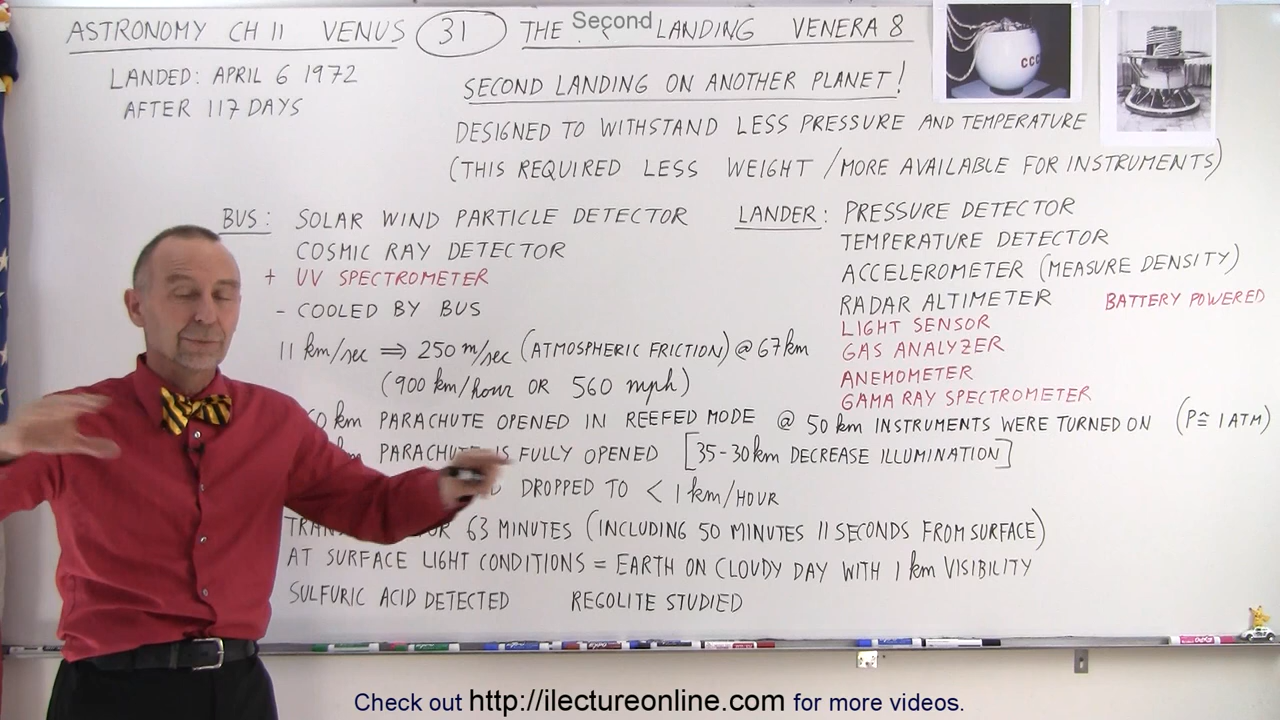 ASTRONOMY CH 11 VENUS 31 THE Second LANDING VENERA 8
LANDED: APRIL 6 1972
AFTER 117 DAYS
SECOND LANDING ON ANOTHER PLANET!
DESIGNED TO WITHSTAND LESS PRESSURE AND TEMPERATURE
(THIS REQUIRED LESS WEIGHT / MORE AVAILABLE FOR INSTRUMENTS)
CCC
BUS: SOLAR WIND PARTICLE DETECTOR
COSMIC RAY DETECTOR
+ UV SPECTROMETER
- COOLED BY BUS
LANDER: PRESSURE DETECTOR
TEMPERATURE DETECTOR
ACCELEROMETER (MEASURE DENSITY)
RADAR ALTIMETER BATTERY POWERED
LIGHT SENSOR
GAS ANALYZER
ANEMOMETER
GAMA RAY SPECTROMETER
11 km/sec ⇒ 250 m/sec (ATMOSPHERIC FRICTION) @ 67 km
(900 km/hour OR 560 mph)
0 km PARACHUTE OPENED IN REEFED MODE @ 50 km INSTRUMENTS WERE TURNED ON (P≅1 ATM)
PARACHUTE IS FULLY OPENED [35-30 km DECREASE ILLUMINATION]
DROPPED TO < 1 km/HOUR
63 MINUTES (INCLUDING 50 MINUTES 11 SECONDS FROM SURFACE)
AT SURFACE LIGHT CONDITIONS = EARTH ON CLOUDY DAY WITH 1 km VISIBILITY
SULFURIC ACID DETECTED REGOLITE STUDIED
Check out http://ilectureonline.com for more videos.